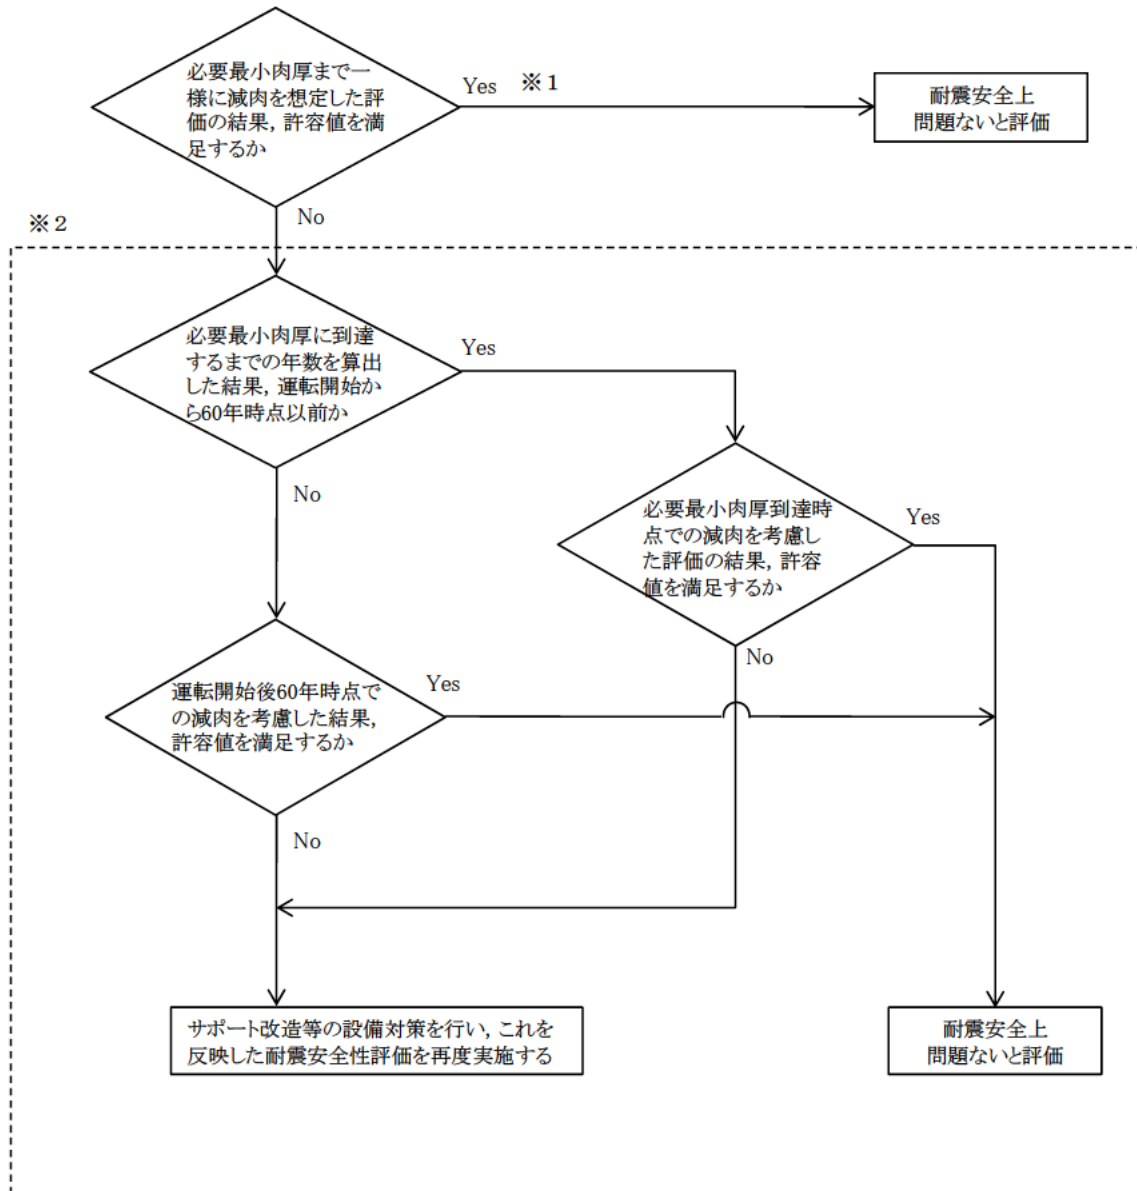 必要最小肉厚まで一
様に減肉を想定した評
価の結果，許容値を満
足するか
Yes ※１
耐震安全上
問題ないと評価
No
※２
必要最小肉厚に到達
するまでの年数を算出
した結果，運転開始か
ら60年時点以前か
Yes
No
必要最小肉厚到達時
点での減肉を考慮し
た評価の結果，許容
値を満足するか
Yes
No
運転開始後60年時点で
の減肉を考慮した結果，
許容値を満足するか
Yes
No
サポート改造等の設備対策を行い，これを
反映した耐震安全性評価を再度実施する
耐震安全上
問題ないと評価